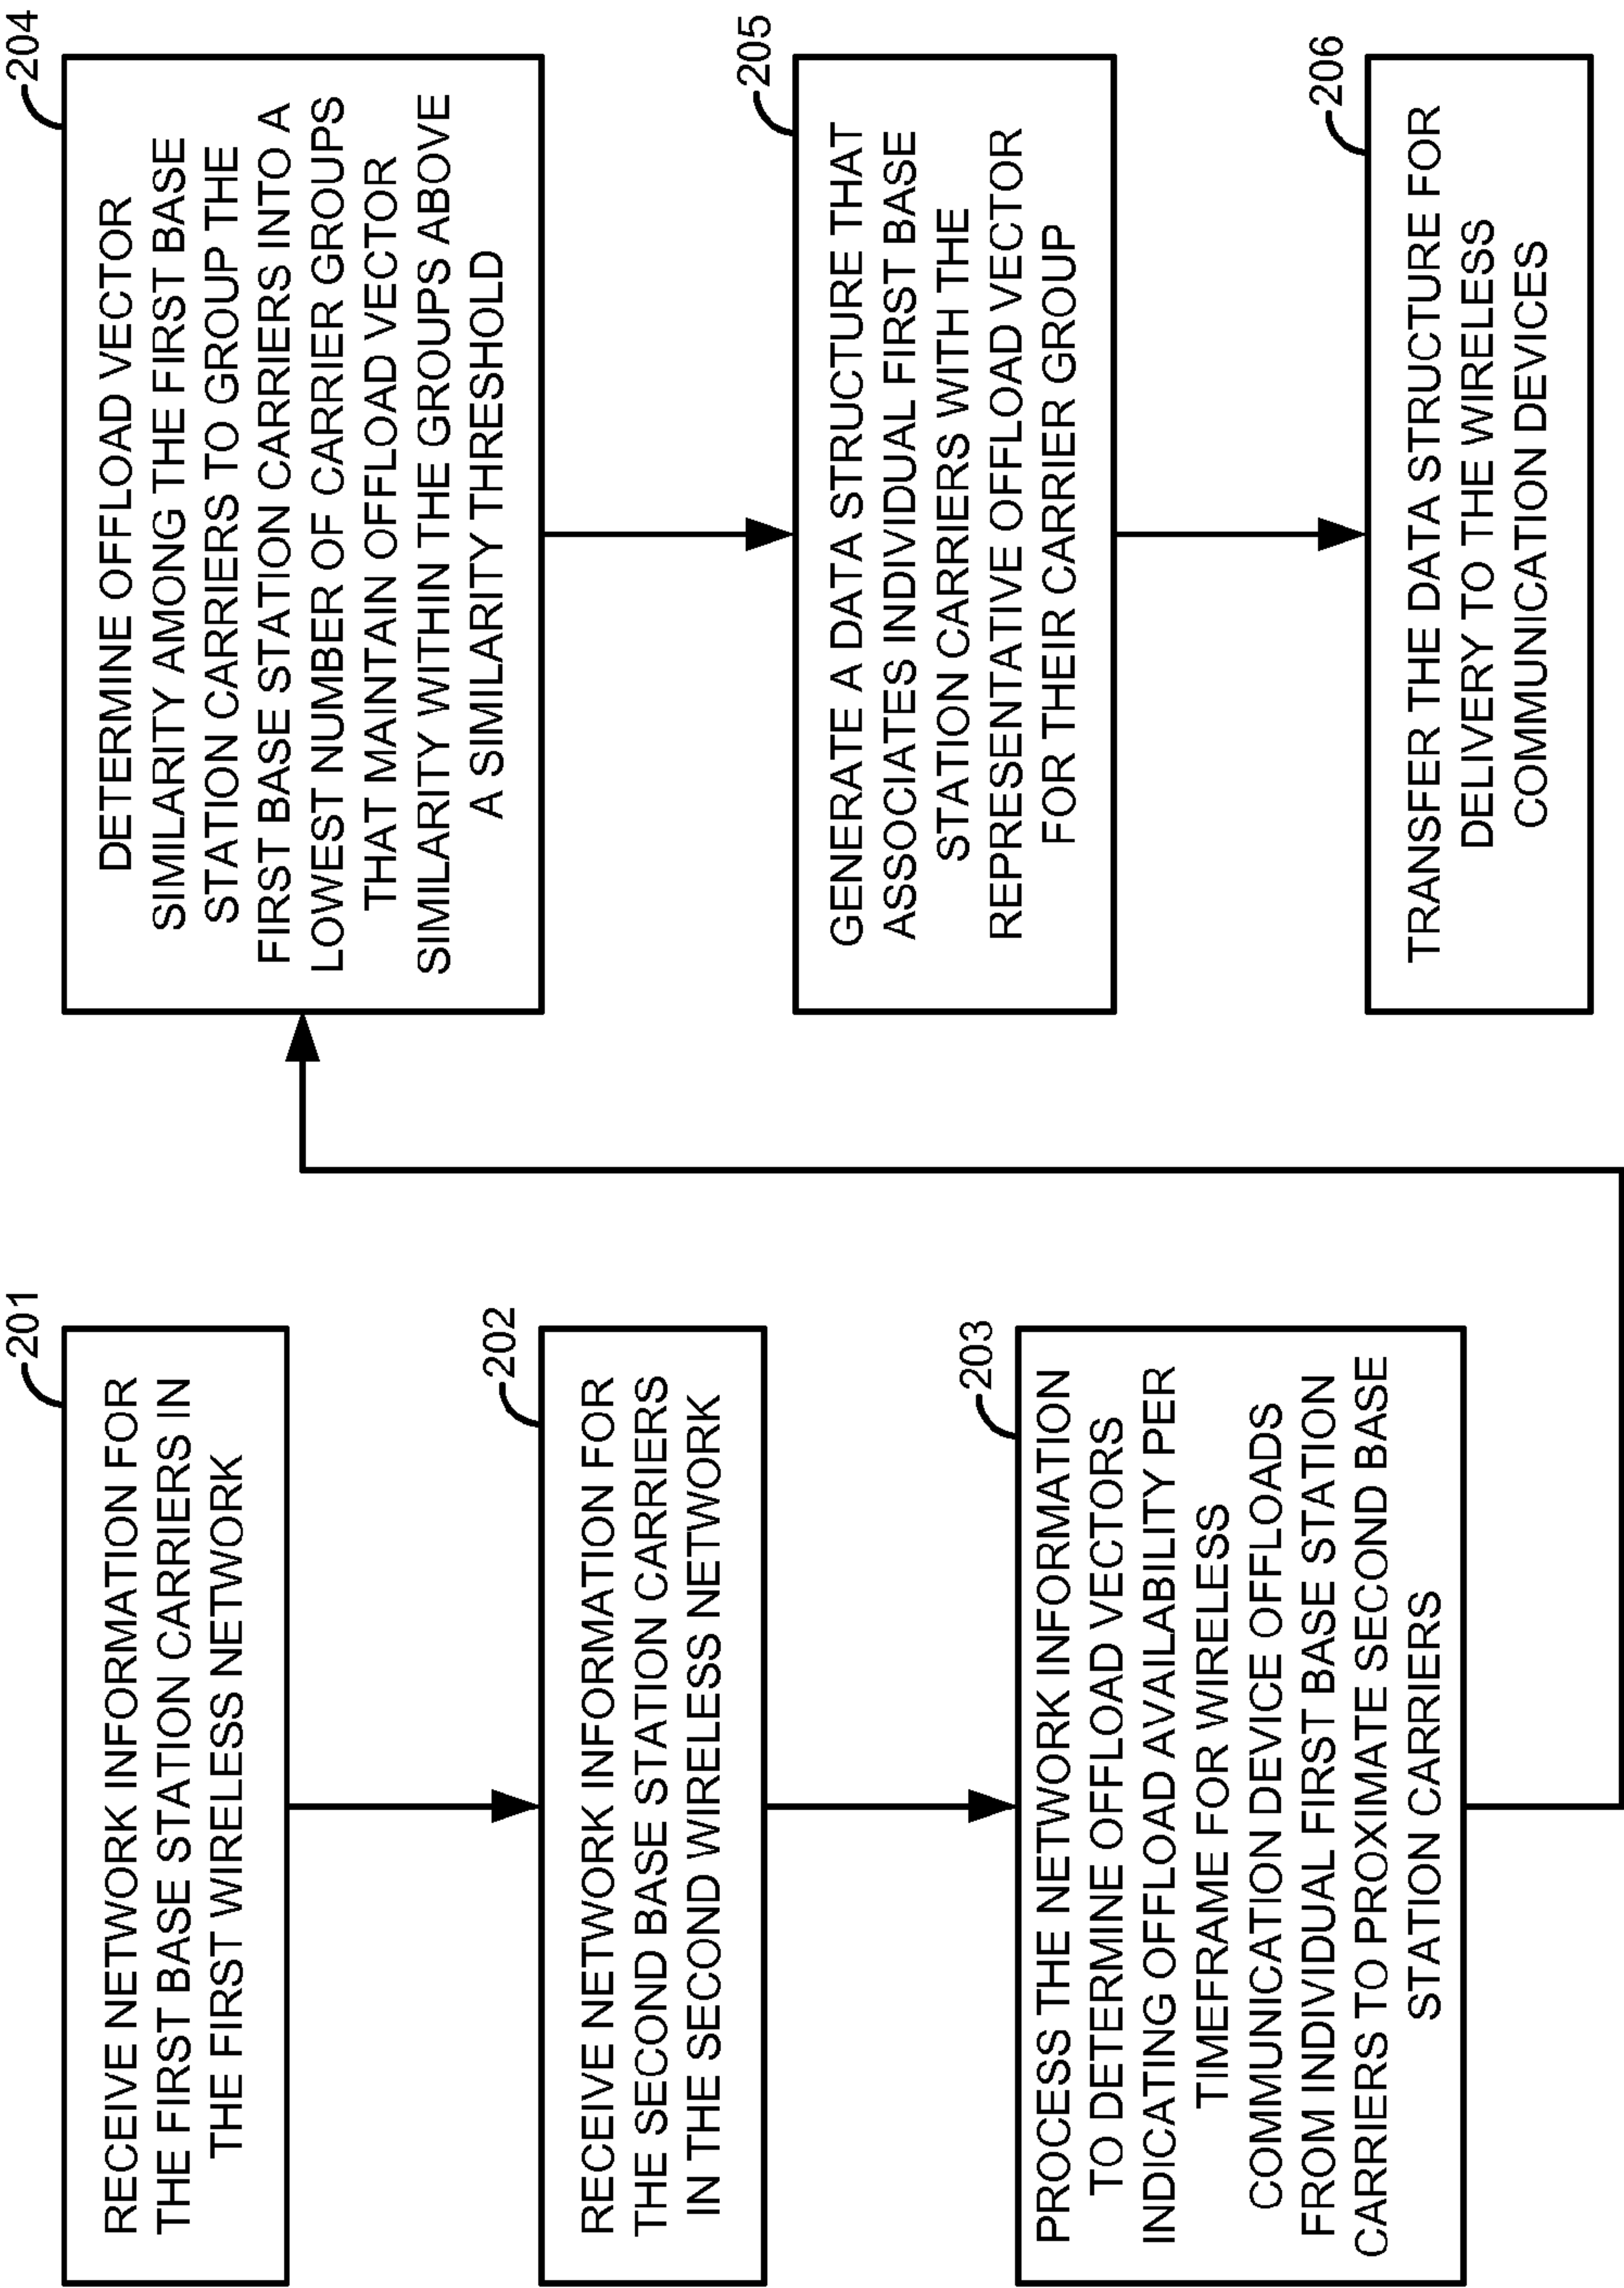 201
RECEIVE NETWORK INFORMATION FOR
THE FIRST BASE STATION CARRIERS IN
THE FIRST WIRELESS NETWORK
202
RECEIVE NETWORK INFORMATION FOR
THE SECOND BASE STATION CARRIERS
IN THE SECOND WIRELESS NETWORK
203
PROCESS THE NETWORK INFORMATION
TO DETERMINE OFFLOAD VECTORS
INDICATING OFFLOAD AVAILABILITY PER
TIMEFRAME FOR WIRELESS
COMMUNICATION DEVICE OFFLOADS
FROM INDIVIDUAL FIRST BASE STATION
CARRIERS TO PROXIMATE SECOND BASE
STATION CARRIERS
204
DETERMINE OFFLOAD VECTOR
SIMILARITY AMONG THE FIRST BASE
STATION CARRIERS TO GROUP THE
FIRST BASE STATION CARRIERS INTO A
LOWEST NUMBER OF CARRIER GROUPS
THAT MAINTAIN OFFLOAD VECTOR
SIMILARITY WITHIN THE GROUPS ABOVE
A SIMILARITY THRESHOLD
205
GENERATE A DATA STRUCTURE THAT
ASSOCIATES INDIVIDUAL FIRST BASE
STATION CARRIERS WITH THE
REPRESENTATIVE OFFLOAD VECTOR
FOR THEIR CARRIER GROUP
206
TRANSFER THE DATA STRUCTURE FOR
DELIVERY TO THE WIRELESS
COMMUNICATION DEVICES